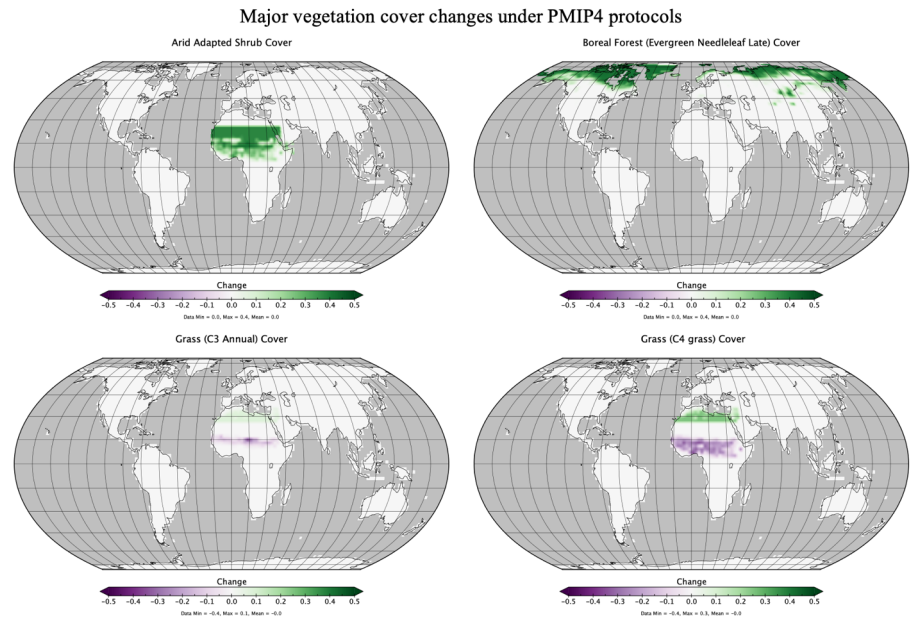 Major vegetation cover changes under PMIP4 protocols
Arid Adapted Shrub Cover
Boreal Forest (Evergreen Needleleaf Late) Cover
Change
-0.5 -0.4 -0.3 -0.2 -0.1 0.0 0.1 0.2 0.3 0.4 0.5
Data Min = 0.0, Max = 0.4, Mean = 0.0
Change
-0.5 -0.4 -0.3 -0.2 -0.1 0.0 0.1 0.2 0.3 0.4 0.5
Data Min = 0.0, Max = 0.4, Mean = 0.0
Grass (C3 Annual) Cover
Grass (C4 grass) Cover
Change
-0.5 -0.4 -0.3 -0.2 -0.1 0.0 0.1 0.2 0.3 0.4 0.5
Data Min = -0.4, Max = 0.1, Mean = -0.0
Change
-0.5 -0.4 -0.3 -0.2 -0.1 0.0 0.1 0.2 0.3 0.4 0.5
Data Min = -0.4, Max = 0.3, Mean = -0.0